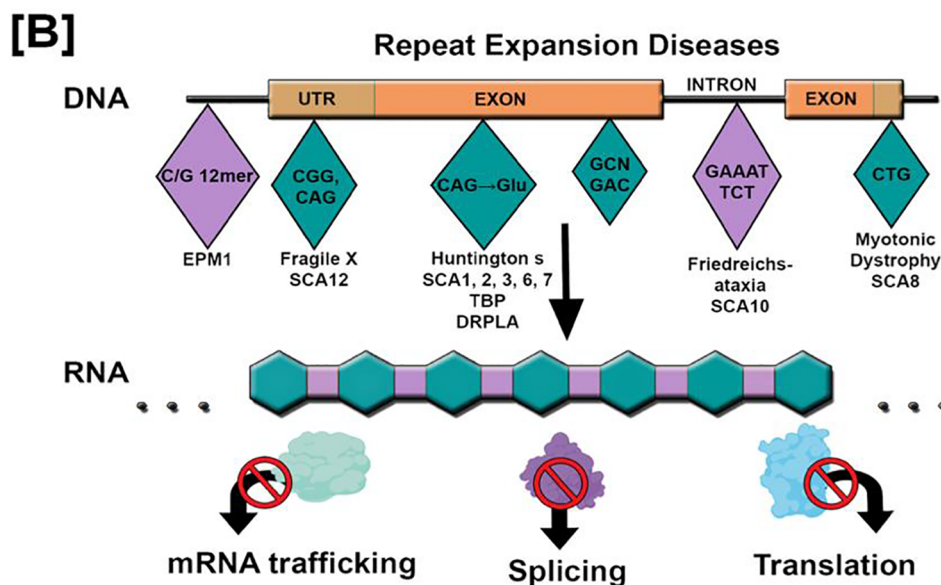 [B]
Repeat Expansion Diseases
DNA
UTR
EXON
INTRON
EXON
C/G 12mer
CGG,
CAG
CAG→Glu
GCN
GAC
GAAAT
TCT
CTG
EPM1
Fragile X
SCA12
Huntington s
SCA1, 2, 3, 6, 7
TBP
DRPLA
Friedreichs-
ataxia
SCA10
Myotonic
Dystrophy
SCA8
RNA
mRNA trafficking
Splicing
Translation